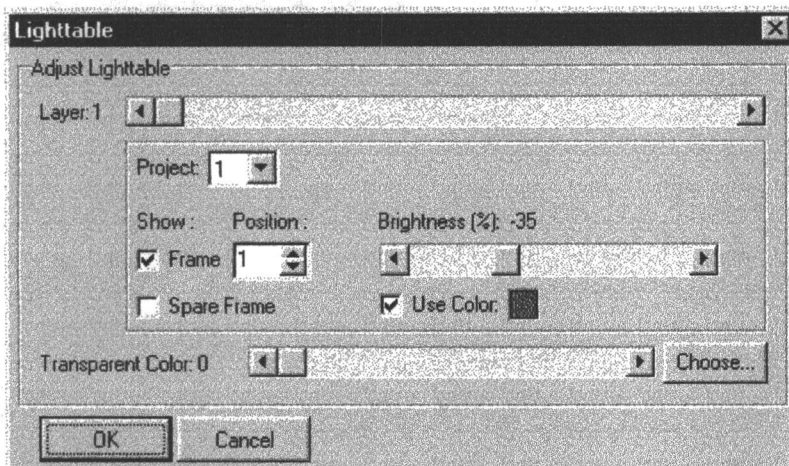 Lighttable
Adjust Lighttable
Layer: 1
Project: 1
Show : Position : Brightness (%): -35
Frame 1
Spare Frame Use Color:
Transparent Color: 0 Choose...
OK Cancel